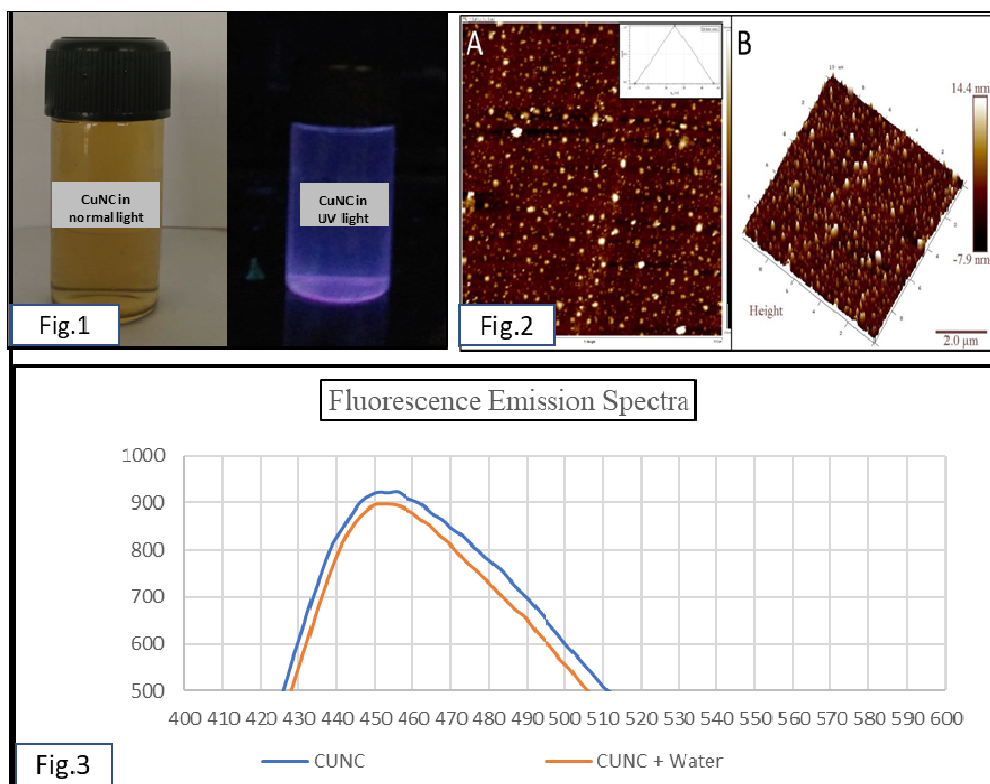 CuNC in
normal light
CuNC in
UV light
Fig.1
A
B
14.4 nm
-7.9 nm
Height
2.0 µm
Fig.2
Fluorescence Emission Spectra
1000
900
800
700
600
500
400 410 420 430 440 450 460 470 480 490 500 510 520 530 540 550 560 570 580 590 600
CUNC
CUNC + Water
Fig.3